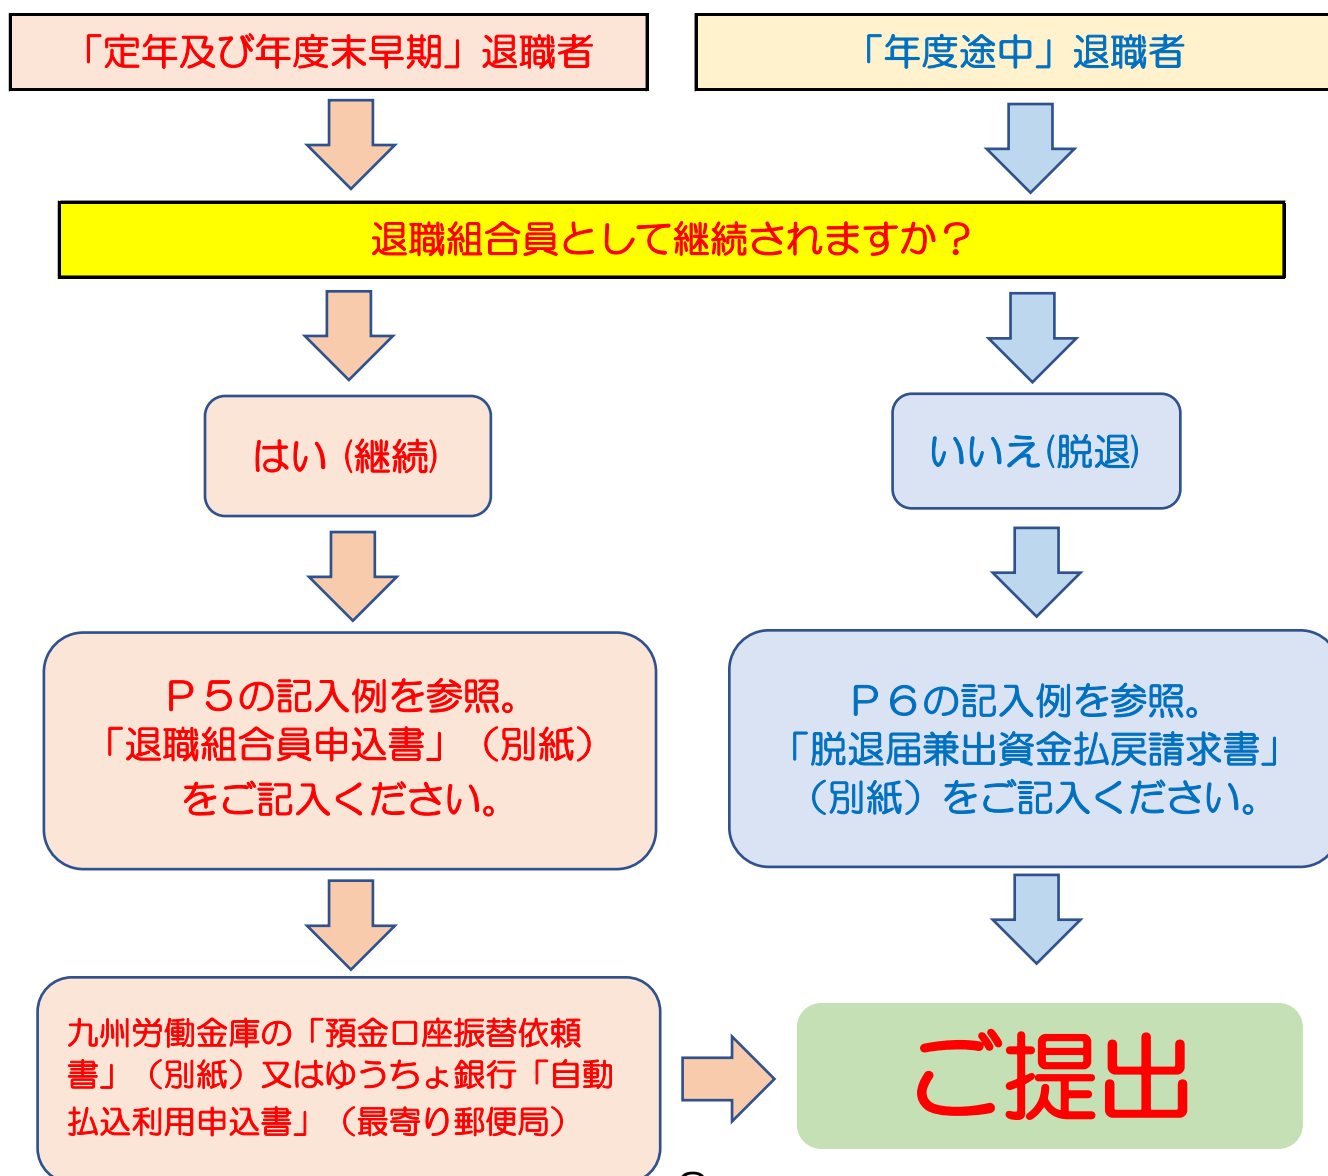 「定年及び年度末早期」退職者
「年度途中」退職者
退職組合員として継続されますか？
はい（継続）
いいえ（脱退）
Ｐ５の記入例を参照。
「退職組合員申込書」（別紙）
をご記入ください。
Ｐ６の記入例を参照。
「脱退届兼出資金払戻請求書」
（別紙）をご記入ください。
九州労働金庫の「預金口座振替依頼
書」（別紙）又はゆうちょ銀行「自動
払込利用申込書」（最寄り郵便局）
ご提出